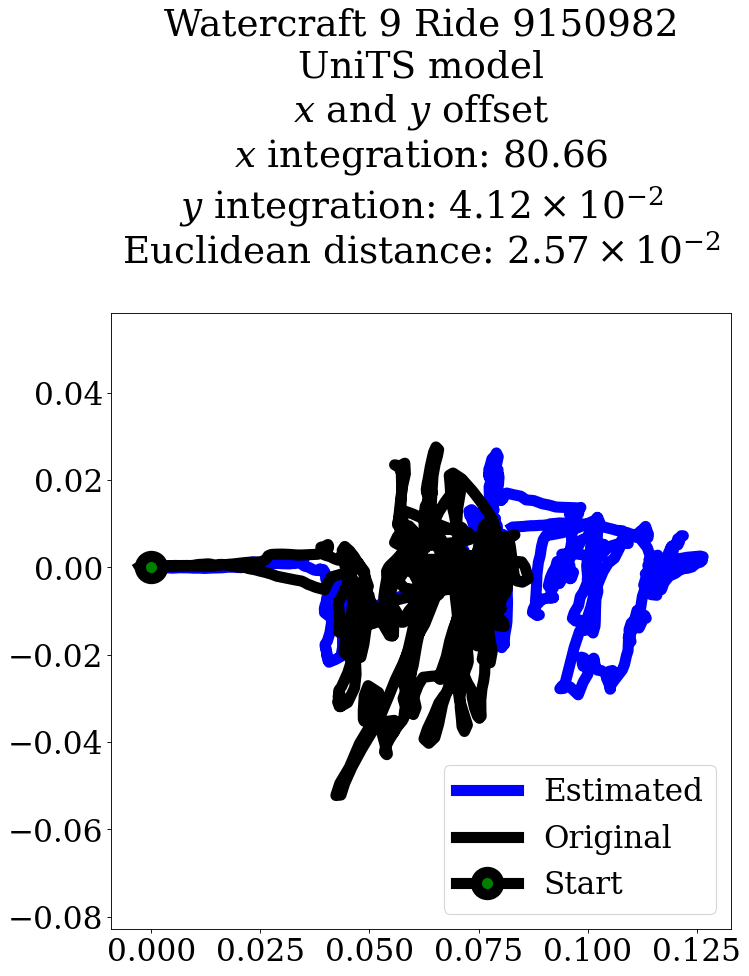 Watercraft 9 Ride 9150982
UniTS model
x and y offset
x integration: 80.66
y integration: 4.12 × 10⁻²
Euclidean distance: 2.57 × 10⁻²
0.04
0.02
0.00
−0.02
−0.04
−0.06
−0.08
Estimated
Original
Start
0.000 0.025 0.050 0.075 0.100 0.125